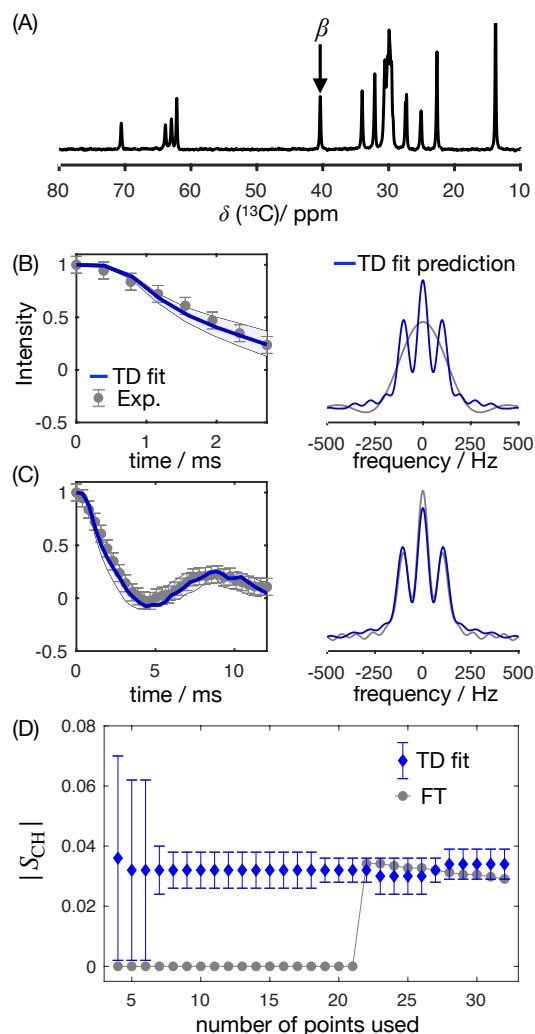 (A)
β
80 70 60 50 40 30 20 10
δ (¹³C)/ ppm
(B)
1
0.5
0
-0.5
Intensity
TD fit
Exp.
0 1 2
time / ms
TD fit prediction
-500 -250 0 250 500
frequency / Hz
(C)
1
0.5
0
-0.5
0 5 10
time / ms
-500 -250 0 250 500
frequency / Hz
(D)
0.08
0.06
0.04
0.02
0
|S_CH|
TD fit
FT
5 10 15 20 25 30
number of points used